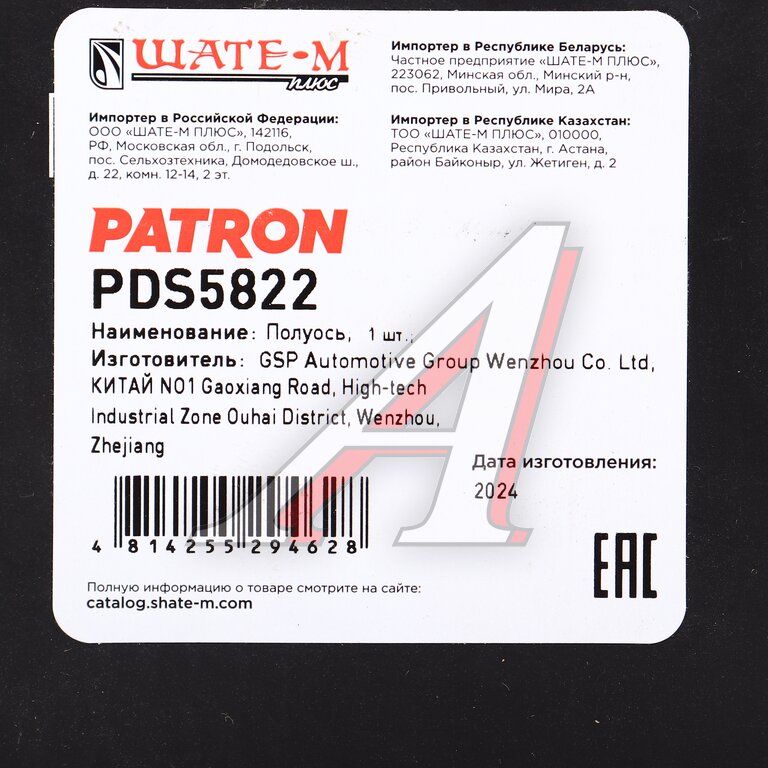 ШАТЕ-М
ПЛЮС
Импортер в Российской Федерации:
ООО «ШАТЕ-М ПЛЮС», 142116,
РФ, Московская обл., г. Подольск,
пос. Сельхозтехника, Домодедовское ш.,
д. 22, комн. 12-14, 2 эт.
Импортер в Республике Беларусь:
Частное предприятие «ШАТЕ-М ПЛЮС»,
223062, Минская обл., Минский р-н,
пос. Привольный, ул. Мира, 2А
Импортер в Республике Казахстан:
ТОО «ШАТЕ-М ПЛЮС», 010000,
Республика Казахстан, г. Астана,
район Байконыр, ул. Жетиген, д. 2
PATRON
PDS5822
Наименование: Полуось, 1 шт.;
Изготовитель: GSP Automotive Group Wenzhou Co. Ltd,
КИТАЙ NO1 Gaoxiang Road, High-tech
Industrial Zone Ouhai District, Wenzhou,
Zhejiang
Дата изготовления:
2024
4 814255 294628
EAC
Полную информацию о товаре смотрите на сайте:
catalog.shate-m.com